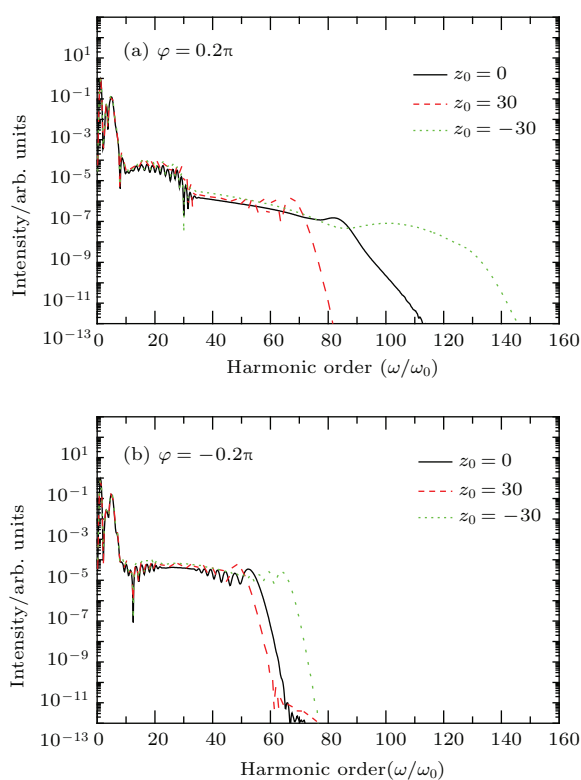 (a) φ = 0.2π
z₀ = 0
z₀ = 30
z₀ = −30
Intensity/arb. units
10¹
10⁻¹
10⁻³
10⁻⁵
10⁻⁷
10⁻⁹
10⁻¹¹
10⁻¹³
0 20 40 60 80 100 120 140 160
Harmonic order (ω/ω₀)
(b) φ = −0.2π
z₀ = 0
z₀ = 30
z₀ = −30
Intensity/arb. units
10¹
10⁻¹
10⁻³
10⁻⁵
10⁻⁷
10⁻⁹
10⁻¹¹
10⁻¹³
0 20 40 60 80 100 120 140 160
Harmonic order(ω/ω₀)